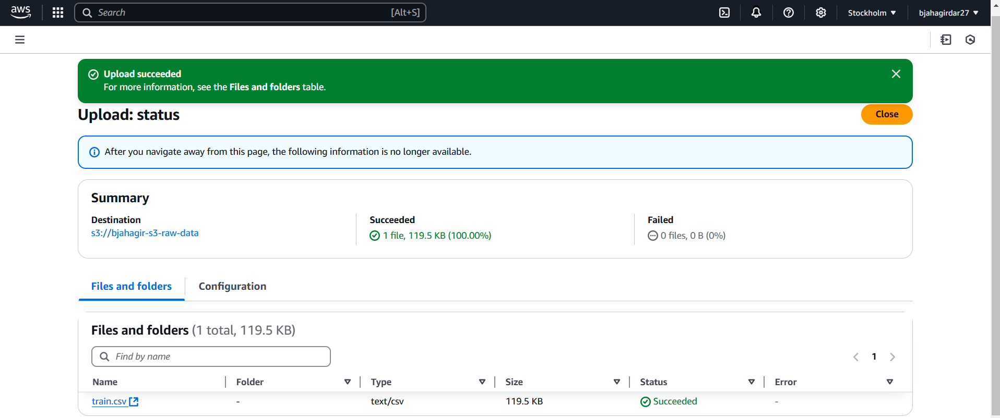 aws
Search [Alt+S]
Stockholm
bjahagirdar27
Upload succeeded
For more information, see the Files and folders table.
Upload: status
Close
After you navigate away from this page, the following information is no longer available.
Summary
Destination
s3://bjahagir-s3-raw-data
Succeeded
1 file, 119.5 KB (100.00%)
Failed
0 files, 0 B (0%)
Files and folders
Configuration
Files and folders (1 total, 119.5 KB)
Find by name
1
Name Folder Type Size Status Error
train.csv - text/csv 119.5 KB Succeeded -